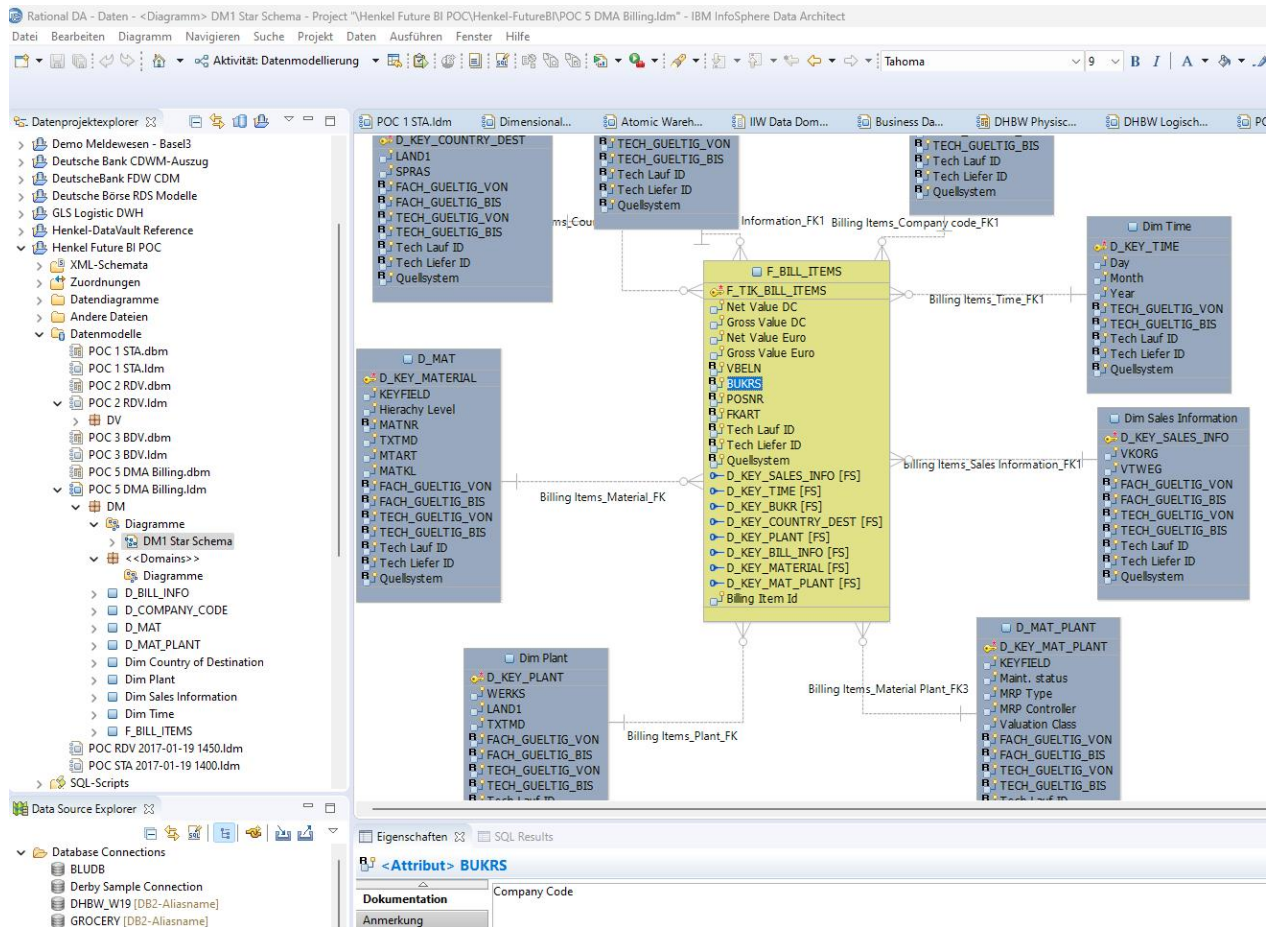 Rational DA - Daten - <Diagramm> DM1 Star Schema - Project "\Henkel Future BI POC\Henkel-FutureBI\POC 5 DMA Billing.ldm" - IBM InfoSphere Data Architect
Datei Bearbeiten Diagramm Navigieren Suche Projekt Daten Ausführen Fenster Hilfe
Aktivität: Datenmodellierung Tahoma 9 B I A
Datenprojektexplorer
Demo Meldewesen - Basel3
Deutsche Bank CDWM-Auszug
DeutscheBank FDW CDM
Deutsche Börse RDS Modelle
GLS Logistic DWH
Henkel-DataVault Reference
Henkel Future BI POC
XML-Schemata
Zuordnungen
Datendiagramme
Andere Dateien
Datenmodelle
POC 1 STA.dbm
POC 1 STA.ldm
POC 2 RDV.dbm
POC 2 RDV.ldm
DV
POC 3 BDV.dbm
POC 3 BDV.ldm
POC 5 DMA Billing.dbm
POC 5 DMA Billing.ldm
DM
Diagramme
DM1 Star Schema
<<Domains>>
Diagramme
D_BILL_INFO
D_COMPANY_CODE
D_MAT
D_MAT_PLANT
Dim Country of Destination
Dim Plant
Dim Sales Information
Dim Time
F_BILL_ITEMS
POC RDV 2017-01-19 1450.ldm
POC STA 2017-01-19 1400.ldm
SQL-Scripts
Data Source Explorer
Database Connections
BLUDB
Derby Sample Connection
DHBW_W19 [DB2-Aliasname]
GROCERY [DB2-Aliasname]
POC 1 STA.ldm Dimensional... Atomic Wareh... IIW Data Dom... Business Da... DHBW Physisc... DHBW Logisch... PC
D_KEY_COUNTRY_DEST
LAND1
SPRAS
FACH_GUELTIG_VON
FACH_GUELTIG_BIS
TECH_GUELTIG_VON
TECH_GUELTIG_BIS
Tech Lauf ID
Tech Liefer ID
Quellsystem
TECH_GUELTIG_VON
TECH_GUELTIG_BIS
Tech Lauf ID
Tech Liefer ID
Quellsystem
TECH_GUELTIG_VON
TECH_GUELTIG_BIS
Tech Lauf ID
Tech Liefer ID
Quellsystem
ms_Cou
Information_FK1
Billing Items_Company code_FK1
Dim Time
D_KEY_TIME
Day
Month
Year
TECH_GUELTIG_VON
TECH_GUELTIG_BIS
Tech Lauf ID
Tech Liefer ID
Quellsystem
Billing Items_Time_FK1
F_BILL_ITEMS
F_TIK_BILL_ITEMS
Net Value DC
Gross Value DC
Net Value Euro
Gross Value Euro
VBELN
BUKRS
POSNR
FKART
Tech Lauf ID
Tech Liefer ID
Quellsystem
D_KEY_SALES_INFO [FS]
D_KEY_TIME [FS]
D_KEY_BUKR [FS]
D_KEY_COUNTRY_DEST [FS]
D_KEY_PLANT [FS]
D_KEY_BILL_INFO [FS]
D_KEY_MATERIAL [FS]
D_KEY_MAT_PLANT [FS]
Billing Item Id
D_MAT
D_KEY_MATERIAL
KEYFIELD
Hierachy Level
MATNR
TXTMD
MTART
MATKL
FACH_GUELTIG_VON
FACH_GUELTIG_BIS
TECH_GUELTIG_VON
TECH_GUELTIG_BIS
Tech Lauf ID
Tech Liefer ID
Quellsystem
Billing Items_Material_FK
Dim Sales Information
D_KEY_SALES_INFO
VKORG
VTWEG
FACH_GUELTIG_VON
FACH_GUELTIG_BIS
TECH_GUELTIG_VON
TECH_GUELTIG_BIS
Tech Lauf ID
Tech Liefer ID
Quellsystem
Billing Items_Sales Information_FK1
Dim Plant
D_KEY_PLANT
WERKS
LAND1
TXTMD
FACH_GUELTIG_VON
FACH_GUELTIG_BIS
TECH_GUELTIG_VON
TECH_GUELTIG_BIS
Tech Lauf ID
Billing Items_Plant_FK
D_MAT_PLANT
D_KEY_MAT_PLANT
KEYFIELD
Maint. status
MRP Type
MRP Controller
Valuation Class
FACH_GUELTIG_VON
FACH_GUELTIG_BIS
TECH_GUELTIG_VON
TECH_GUELTIG_BIS
Tech Lauf ID
Billing Items_Material Plant_FK3
Eigenschaften SQL Results
<Attribut> BUKRS
Dokumentation
Anmerkung
Company Code